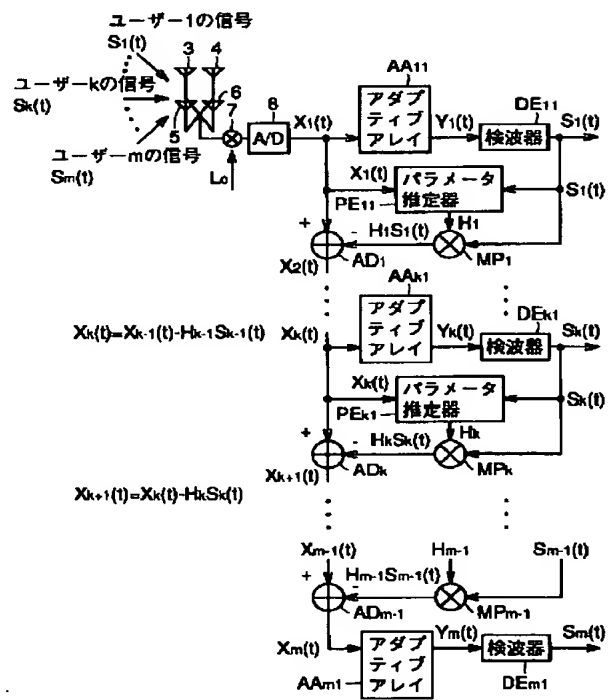 ユーザー1の信号
S1(t)
3 4
ユーザーkの信号
Sk(t)
5 6 7
ユーザーmの信号
Sm(t)
L0
8
A/D
X1(t)
AA11
アダプ
ティブ
アレイ
Y1(t)
DE11
検波器
S1(t)
X1(t)
パラメータ
推定器
PE11
S1(t)
H1
+
-
H1S1(t)
AD1
MP1
X2(t)
AAk1
Xk(t)=Xk-1(t)-Hk-1Sk-1(t)
Xk(t)
アダプ
ティブ
アレイ
Yk(t)
DEk1
検波器
Sk(t)
Xk(t)
パラメータ
推定器
PEk1
Sk(t)
Hk
+
-
HkSk(t)
ADk
MPk
Xk+1(t)
Xk+1(t)=Xk(t)-HkSk(t)
Xm-1(t)
Hm-1
Sm-1(t)
+
-
Hm-1Sm-1(t)
ADm-1
MPm-1
Xm(t)
アダプ
ティブ
アレイ
AAm1
Ym(t)
検波器
DEm1
Sm(t)